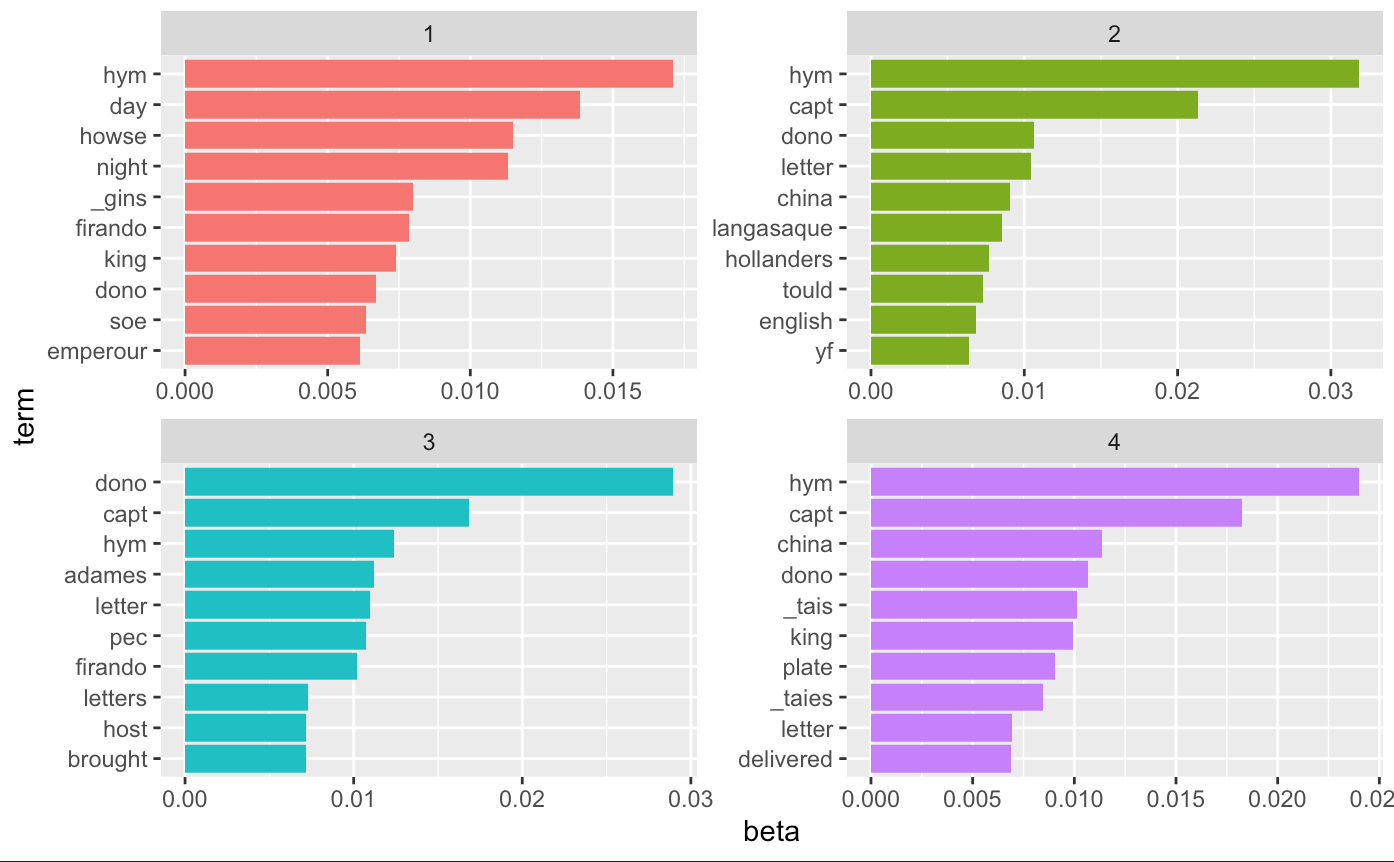 1
hym
day
howse
night
_gins
firando
king
dono
soe
emperour
0.000 0.005 0.010 0.015
2
hym
capt
dono
letter
china
langasaque
hollanders
tould
english
yf
0.00 0.01 0.02 0.03
term
3
dono
capt
hym
adames
letter
pec
firando
letters
host
brought
0.00 0.01 0.02 0.03
4
hym
capt
china
dono
_tais
king
plate
_taies
letter
delivered
0.000 0.005 0.010 0.015 0.020 0.02
beta